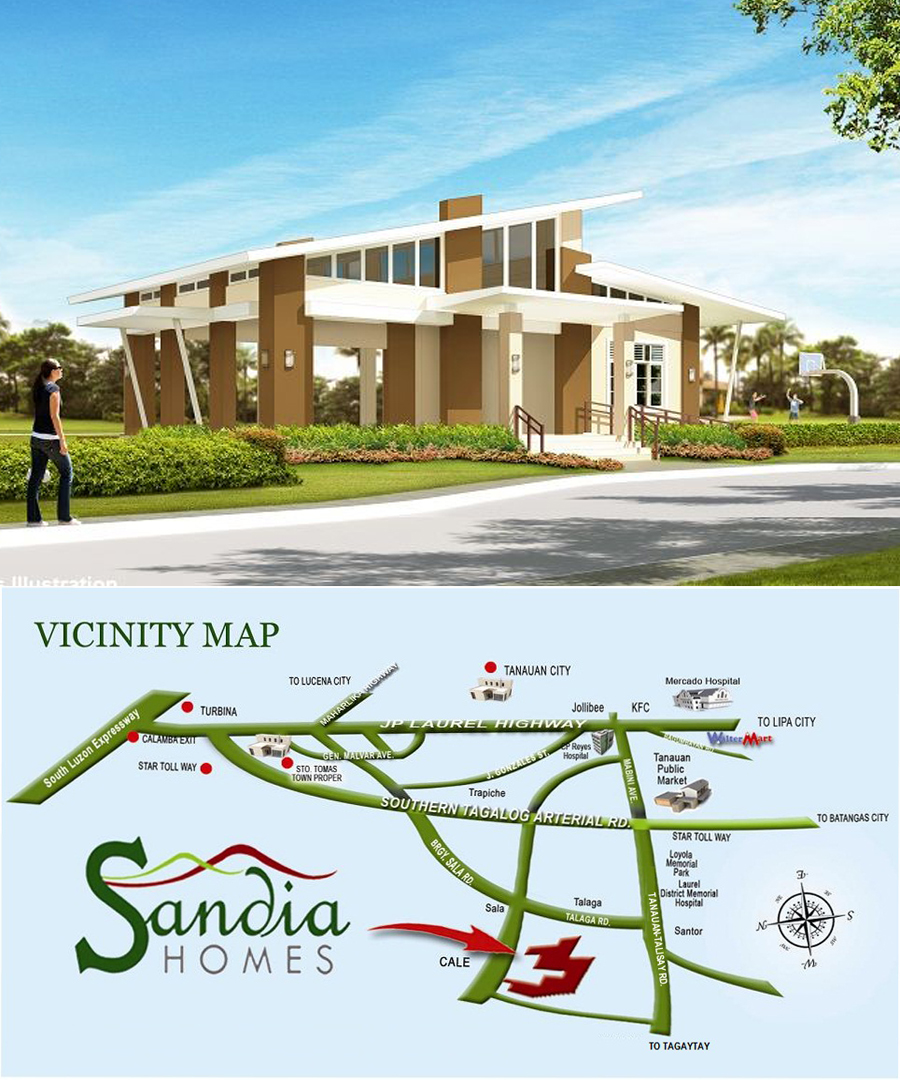 s Illustration
VICINITY MAP
TO LUCENA CITY
MAHARLIKA HIGHWAY
TANAUAN CITY
Mercado Hospital
TURBINA
Jollibee
KFC
South Luzon Expressway
CALAMBA EXIT
JP LAUREL HIGHWAY
TO LIPA CITY
WalterMart
STAR TOLL WAY
GEN. MALVAR AVE.
STO. TOMAS
TOWN PROPER
J. GONZALES ST.
CP Reyes
Hospital
MABINI AVE.
Tanauan
Public
Market
Trapiche
SOUTHERN TAGALOG ARTERIAL RD.
TO BATANGAS CITY
STAR TOLL WAY
BRGY. SALA RD.
Loyola
Memorial
Park
Laurel
District Memorial
Hospital
Sala
Talaga
TALAGA RD.
Santor
TANAUAN-TALISAY RD.
Sandia
HOMES
CALE
E
N
S
W
TO TAGAYTAY